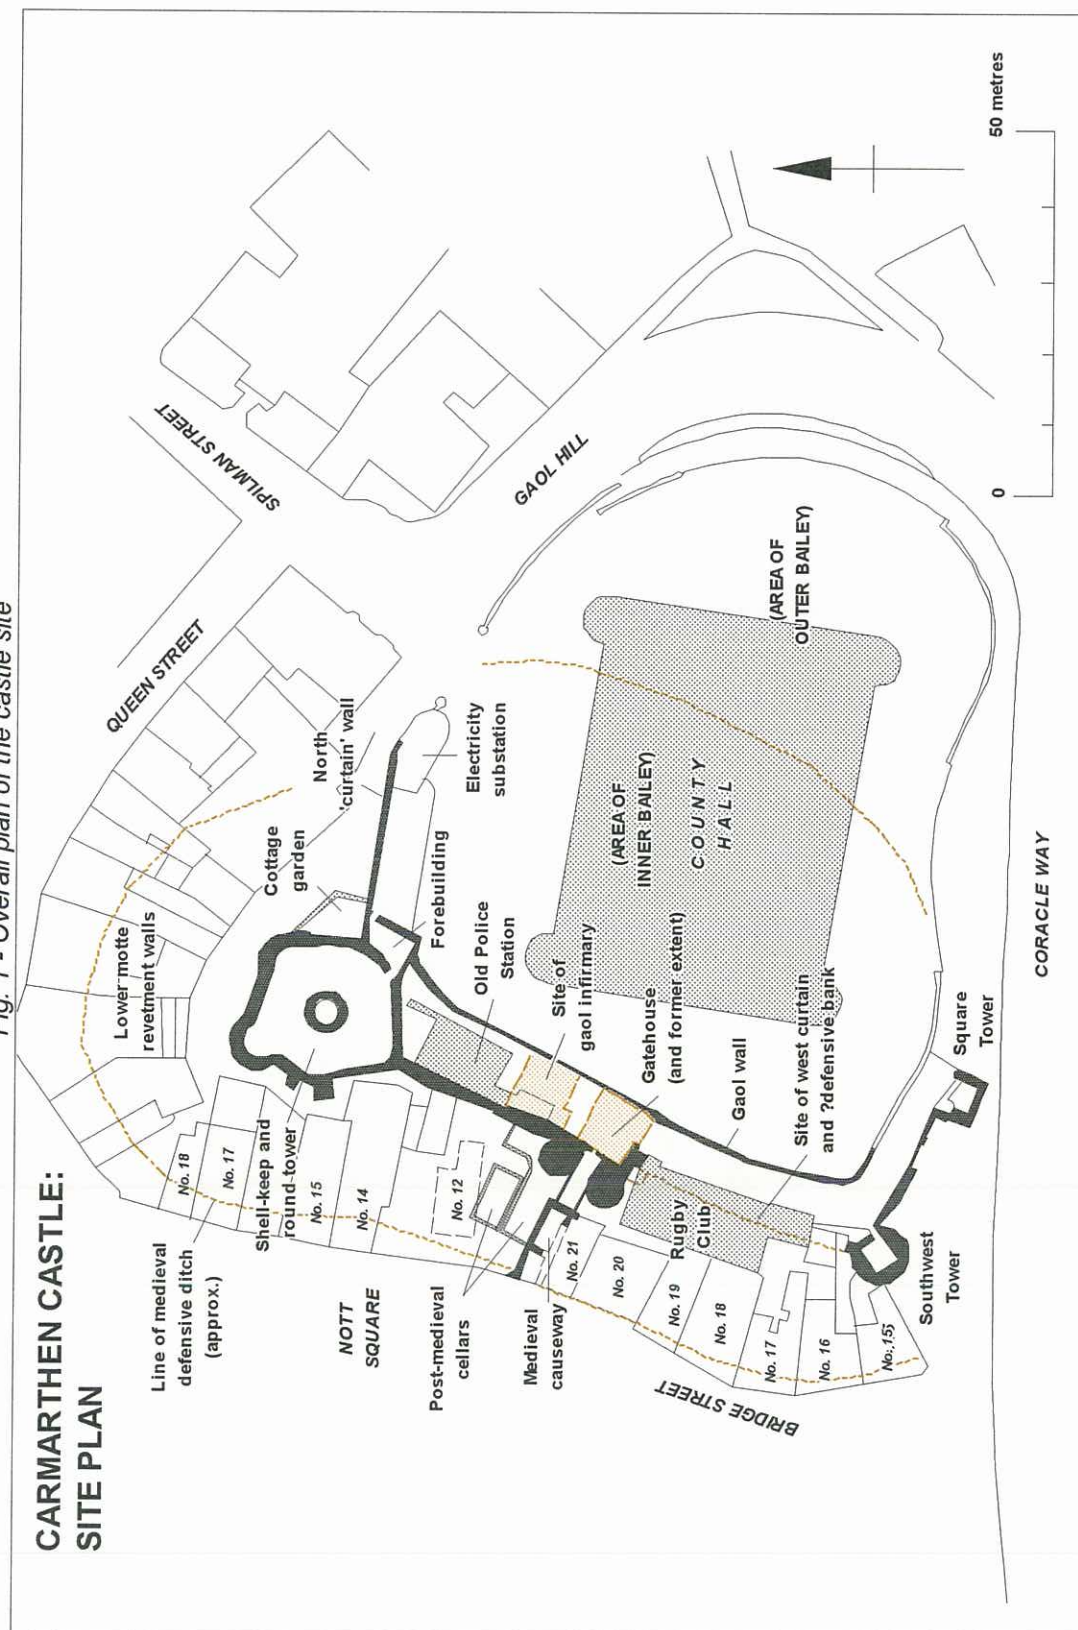 Fig. 1 - Overall plan of the castle site
CARMARTHEN CASTLE:
SITE PLAN
Line of medieval
defensive ditch
(approx.)
Lower motte
revetment walls
QUEEN STREET
SPILMAN STREET
GAOL HILL
Cottage
garden
North
'curtain' wall
Shell-keep and
round-tower
No. 18
No. 17
No. 15
No. 14
No. 12
NOTT
SQUARE
Forebuilding
Electricity
substation
Old Police
Station
Site of
gaol infirmary
Post-medieval
cellars
Medieval
causeway
Gatehouse
(and former extent)
(AREA OF
INNER BAILEY)
COUNTY
HALL
(AREA OF
OUTER BAILEY)
No. 21
No. 20
No. 19
No. 18
No. 17
No. 16
No. 15
Rugby
Club
Gaol wall
Site of west curtain
and ?defensive bank
BRIDGE STREET
Southwest
Tower
Square
Tower
CORACLE WAY
0
50 metres